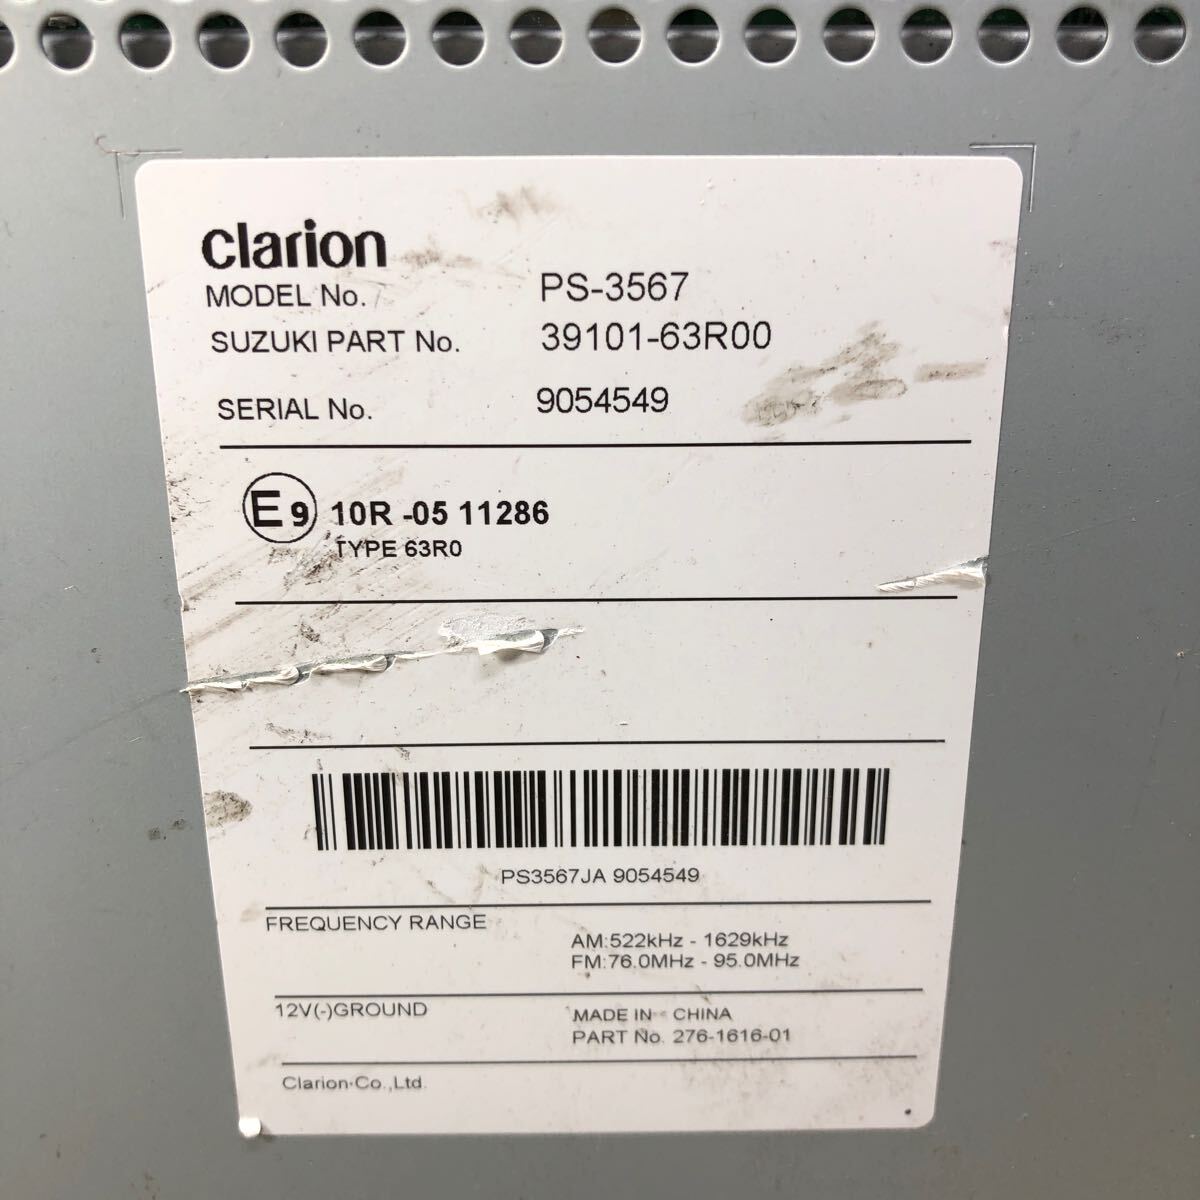 clarion
MODEL No. PS-3567
SUZUKI PART No. 39101-63R00
SERIAL No. 9054549
E9 10R -05 11286
TYPE 63R0
PS3567JA 9054549
FREQUENCY RANGE
AM:522kHz - 1629kHz
FM:76.0MHz - 95.0MHz
12V(-)GROUND MADE IN CHINA
PART No. 276-1616-01
Clarion Co.,Ltd.